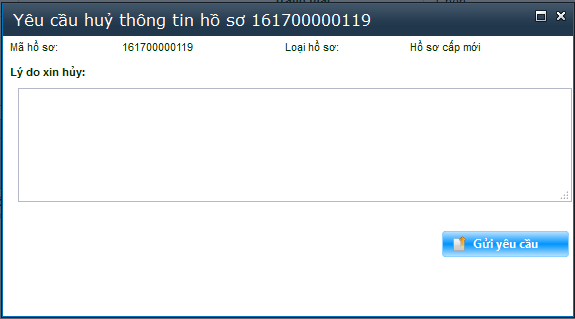 Yêu cầu huỷ thông tin hồ sơ 161700000119
Mã hồ sơ: 161700000119 Loại hồ sơ: Hồ sơ cấp mới
Lý do xin hủy:
Gửi yêu cầu